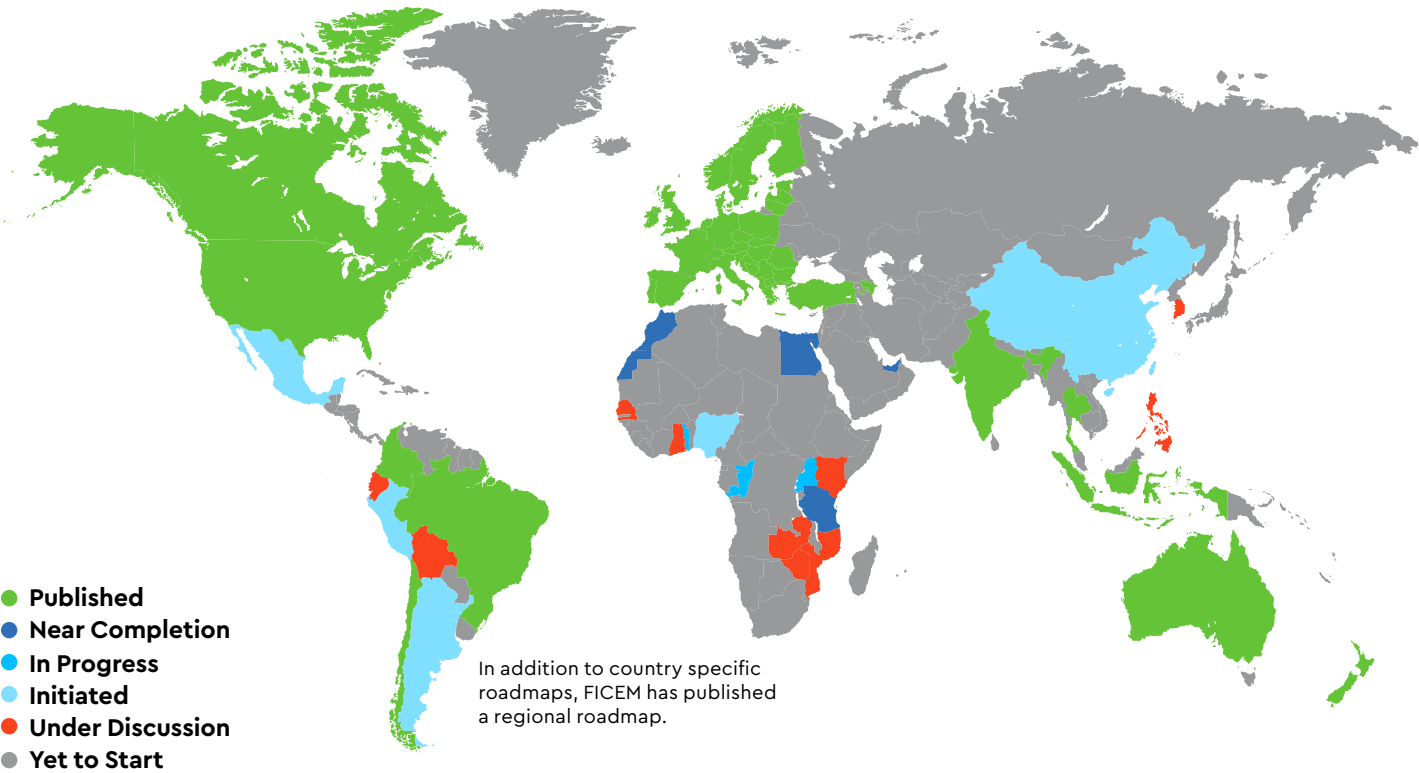 Published
Near Completion
In Progress
Initiated
Under Discussion
Yet to Start
In addition to country specific
roadmaps, FICEM has published
a regional roadmap.